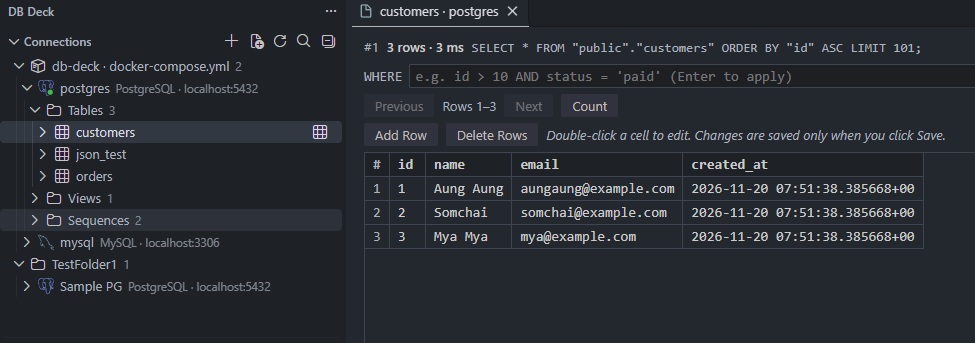 DB Deck ···
Connections
db-deck · docker-compose.yml 2
postgres PostgreSQL · localhost:5432
Tables 3
customers
json_test
orders
Views 1
Sequences 2
mysql MySQL · localhost:3306
TestFolder1 1
Sample PG PostgreSQL · localhost:5432
customers · postgres
#1 3 rows · 3 ms SELECT * FROM "public"."customers" ORDER BY "id" ASC LIMIT 101;
WHERE e.g. id > 10 AND status = 'paid' (Enter to apply)
Previous Rows 1–3 Next Count
Add Row Delete Rows Double-click a cell to edit. Changes are saved only when you click Save.
# id name email created_at
1 1 Aung Aung aungaung@example.com 2026-11-20 07:51:38.385668+00
2 2 Somchai somchai@example.com 2026-11-20 07:51:38.385668+00
3 3 Mya Mya mya@example.com 2026-11-20 07:51:38.385668+00